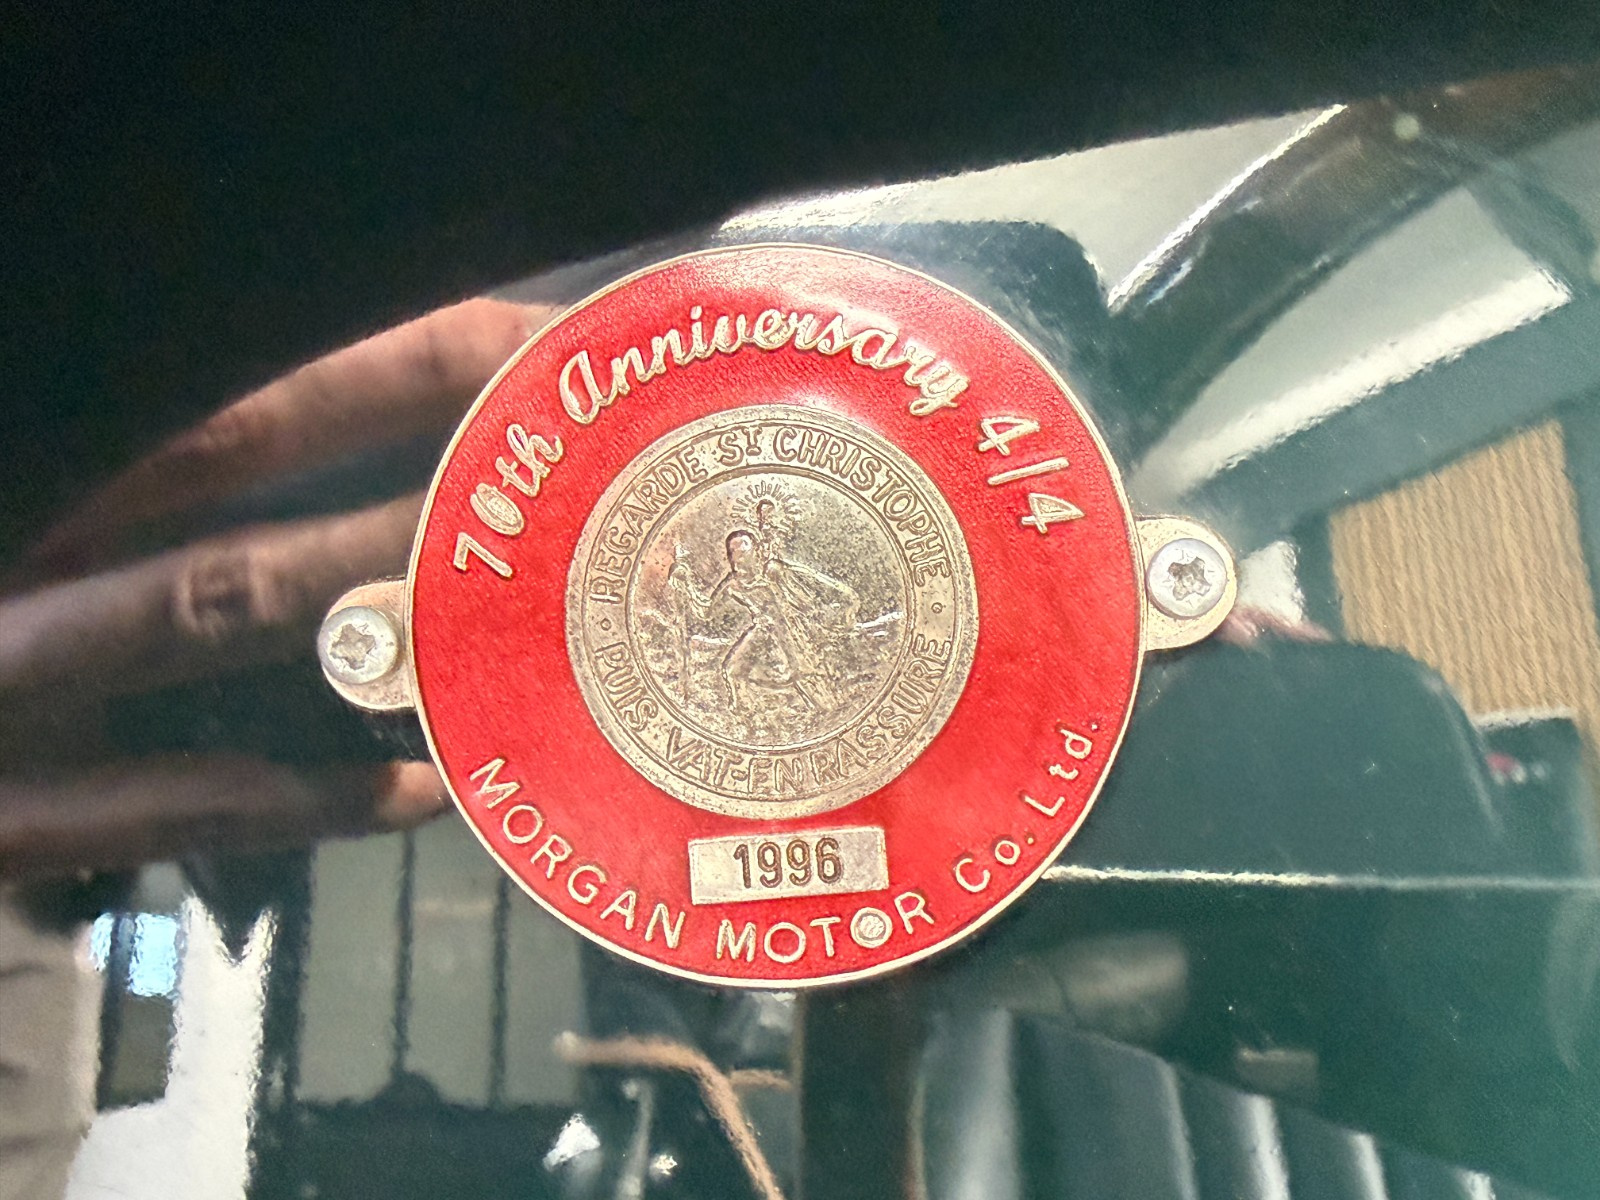 70th Anniversary 4/4
REGARDE ST CHRISTOPHE
PUIS VAT-EN RASSURE
1996
MORGAN MOTOR Co. Ltd.